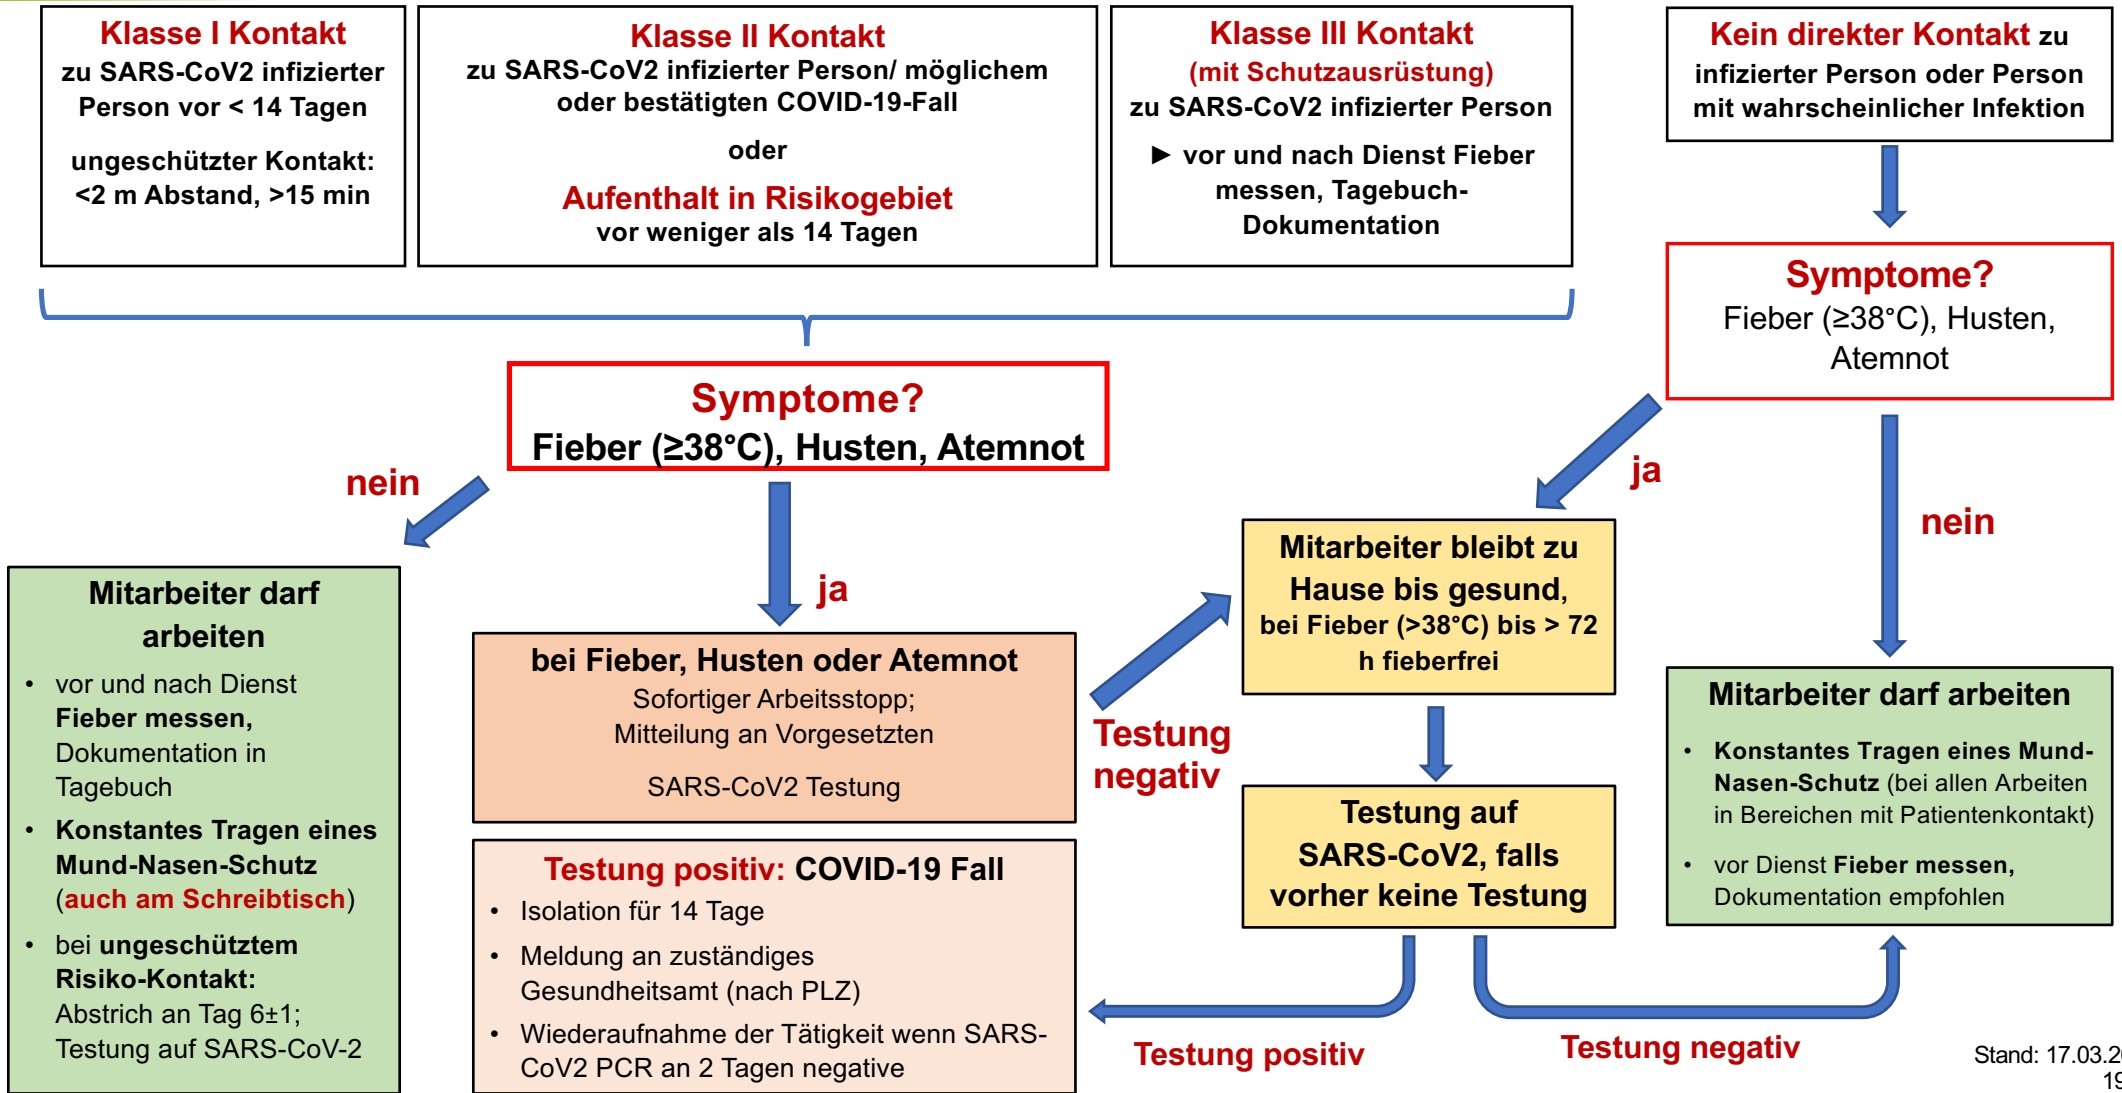 Klasse I Kontakt
zu SARS-CoV2 infizierter
Person vor < 14 Tagen
ungeschützter Kontakt:
<2 m Abstand, >15 min
Klasse II Kontakt
zu SARS-CoV2 infizierter Person/ möglichem
oder bestätigten COVID-19-Fall
oder
Aufenthalt in Risikogebiet
vor weniger als 14 Tagen
Klasse III Kontakt
(mit Schutzausrüstung)
zu SARS-CoV2 infizierter Person
► vor und nach Dienst Fieber
messen, Tagebuch-
Dokumentation
Kein direkter Kontakt zu
infizierter Person oder Person
mit wahrscheinlicher Infektion
Symptome?
Fieber (≥38°C), Husten,
Atemnot
Symptome?
Fieber (≥38°C), Husten, Atemnot
nein
ja
ja
nein
Mitarbeiter darf
arbeiten
• vor und nach Dienst
Fieber messen,
Dokumentation in
Tagebuch
• Konstantes Tragen eines
Mund-Nasen-Schutz
(auch am Schreibtisch)
• bei ungeschütztem
Risiko-Kontakt:
Abstrich an Tag 6±1;
Testung auf SARS-CoV-2
bei Fieber, Husten oder Atemnot
Sofortiger Arbeitsstopp;
Mitteilung an Vorgesetzten
SARS-CoV2 Testung
Testung positiv: COVID-19 Fall
• Isolation für 14 Tage
• Meldung an zuständiges
Gesundheitsamt (nach PLZ)
• Wiederaufnahme der Tätigkeit wenn SARS-
CoV2 PCR an 2 Tagen negative
Testung
negativ
Mitarbeiter bleibt zu
Hause bis gesund,
bei Fieber (>38°C) bis > 72
h fieberfrei
Testung auf
SARS-CoV2, falls
vorher keine Testung
Testung positiv
Testung negativ
Mitarbeiter darf arbeiten
• Konstantes Tragen eines Mund-
Nasen-Schutz (bei allen Arbeiten
in Bereichen mit Patientenkontakt)
• vor Dienst Fieber messen,
Dokumentation empfohlen
Stand: 17.03.20
19